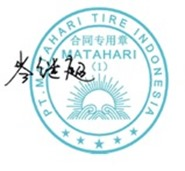 PT. MATAHARI TIRE INDONESIA
合同专用章
MATAHARI
(1)